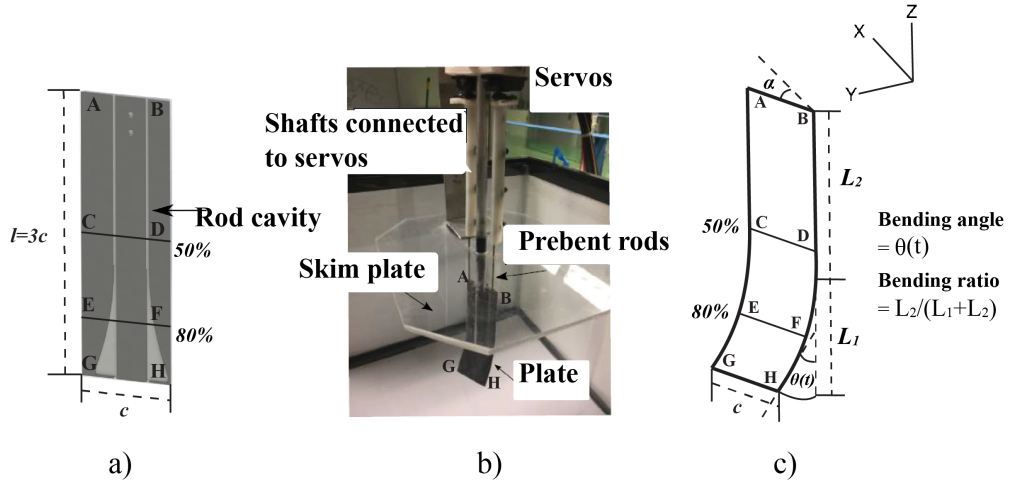 A B
l=3c
C D
Rod cavity
50%
E F
80%
G H
c
a)
Servos
Shafts connected
to servos
Prebent rods
Skim plate
A
B
Plate
G
H
b)
Z
X
Y
α
A
B
L₂
50%
C
D
Bending angle
= θ(t)
Bending ratio
= L₂/(L₁+L₂)
80%
E
F
L₁
G
H
θ(t)
c
c)